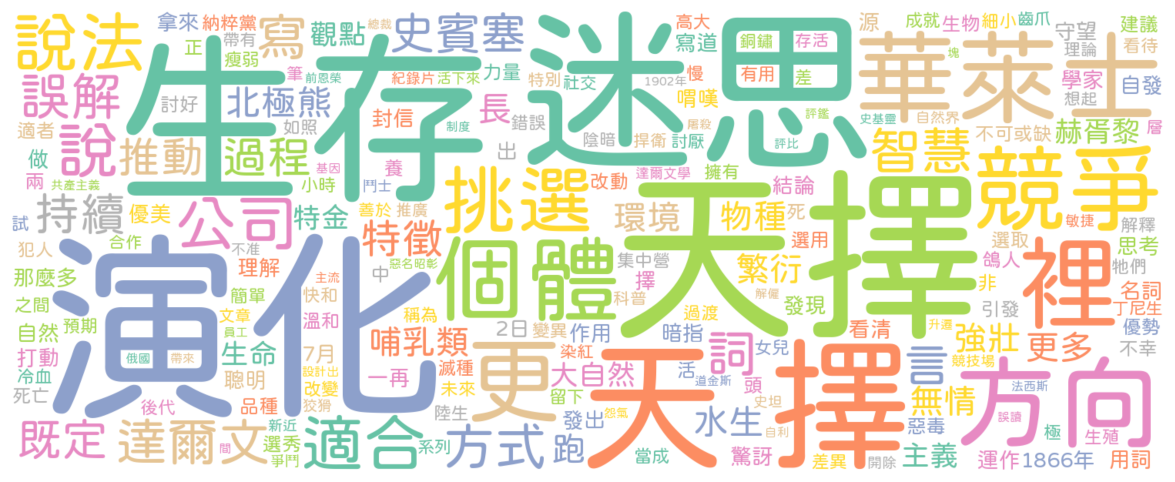 說法
生存
迷思
華萊士
天擇
天擇
演化
競爭
挑選
個體
裡
方向
更
適合
達爾文
公司
過程
推動
誤解
說
持續
既定
寫
史賓塞
觀點
北極熊
智慧
赫胥黎
特徵
環境
物種
繁衍
詞
言
無情
強壯
更多
主義
1866年
運作
用詞
水生
大自然
哺乳類
方式
跑
長
特金
生命
暗指
作用
2日
7月
一再
溫和
快和
改變
理解
簡單
那麼多
之間
自然
預期
打動
冷血
死亡
聰明
後代
品種
狡猾
新近
選秀
爭鬥
間
系列
陸生
未來
滅種
染紅
變異
稱為
文章
員工
設計出
俄國
帶來
主流
惡名昭彰
中
不准
合作
犯人
試
優美
兩
做
共產主義
基因
小時
鬥士
養
善於
推廣
改動
達爾文學
擁有
結論
死
選用
發現
集中營
擇
科普
過渡
解僱
升遷
女兒
活
道金斯
頭
史坦
留下
發出
怨氣
當成
驚訝
自利
差異
開除
惡毒
極
生殖
誤讀
法西斯
競技場
不幸
優勢
丁尼生
名詞
牠們
思考
解釋
敏捷
選取
鴿人
非
引發
看清
拿來
納粹黨
正
帶有
瘦弱
筆
前恩榮
紀錄片
活下來
力量
特別
社交
1902年
慢
高大
寫道
銅鏽
存活
有用
差
喟嘆
源
成就
生物
細小
齒爪
守望
理論
建議
看待
學家
想起
自發
塊
總裁
史基靈
自然界
不可或缺
層
評鑑
評比
屠殺
捍衛
討厭
陰暗
錯誤
出
封信
制度
如照
討好
適者